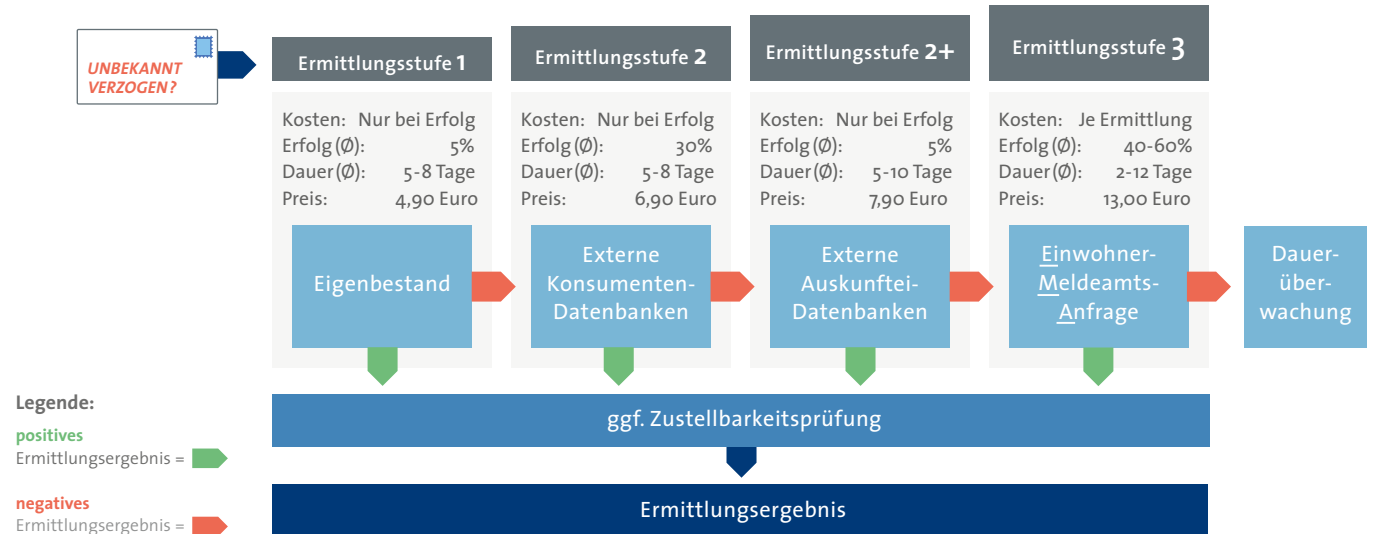 UNBEKANNT
VERZOGEN?
Ermittlungsstufe 1
Kosten: Nur bei Erfolg
Erfolg (Ø): 5%
Dauer (Ø): 5-8 Tage
Preis: 4,90 Euro
Eigenbestand
Ermittlungsstufe 2
Kosten: Nur bei Erfolg
Erfolg (Ø): 30%
Dauer (Ø): 5-8 Tage
Preis: 6,90 Euro
Externe
Konsumenten-
Datenbanken
Ermittlungsstufe 2+
Kosten: Nur bei Erfolg
Erfolg (Ø): 5%
Dauer (Ø): 5-10 Tage
Preis: 7,90 Euro
Externe
Auskunftei-
Datenbanken
Ermittlungsstufe 3
Kosten: Je Ermittlung
Erfolg (Ø): 40-60%
Dauer (Ø): 2-12 Tage
Preis: 13,00 Euro
Einwohner-
Meldeamts-
Anfrage
Dauer-
über-
wachung
ggf. Zustellbarkeitsprüfung
Ermittlungsergebnis
Legende:
positives
Ermittlungsergebnis =
negatives
Ermittlungsergebnis =